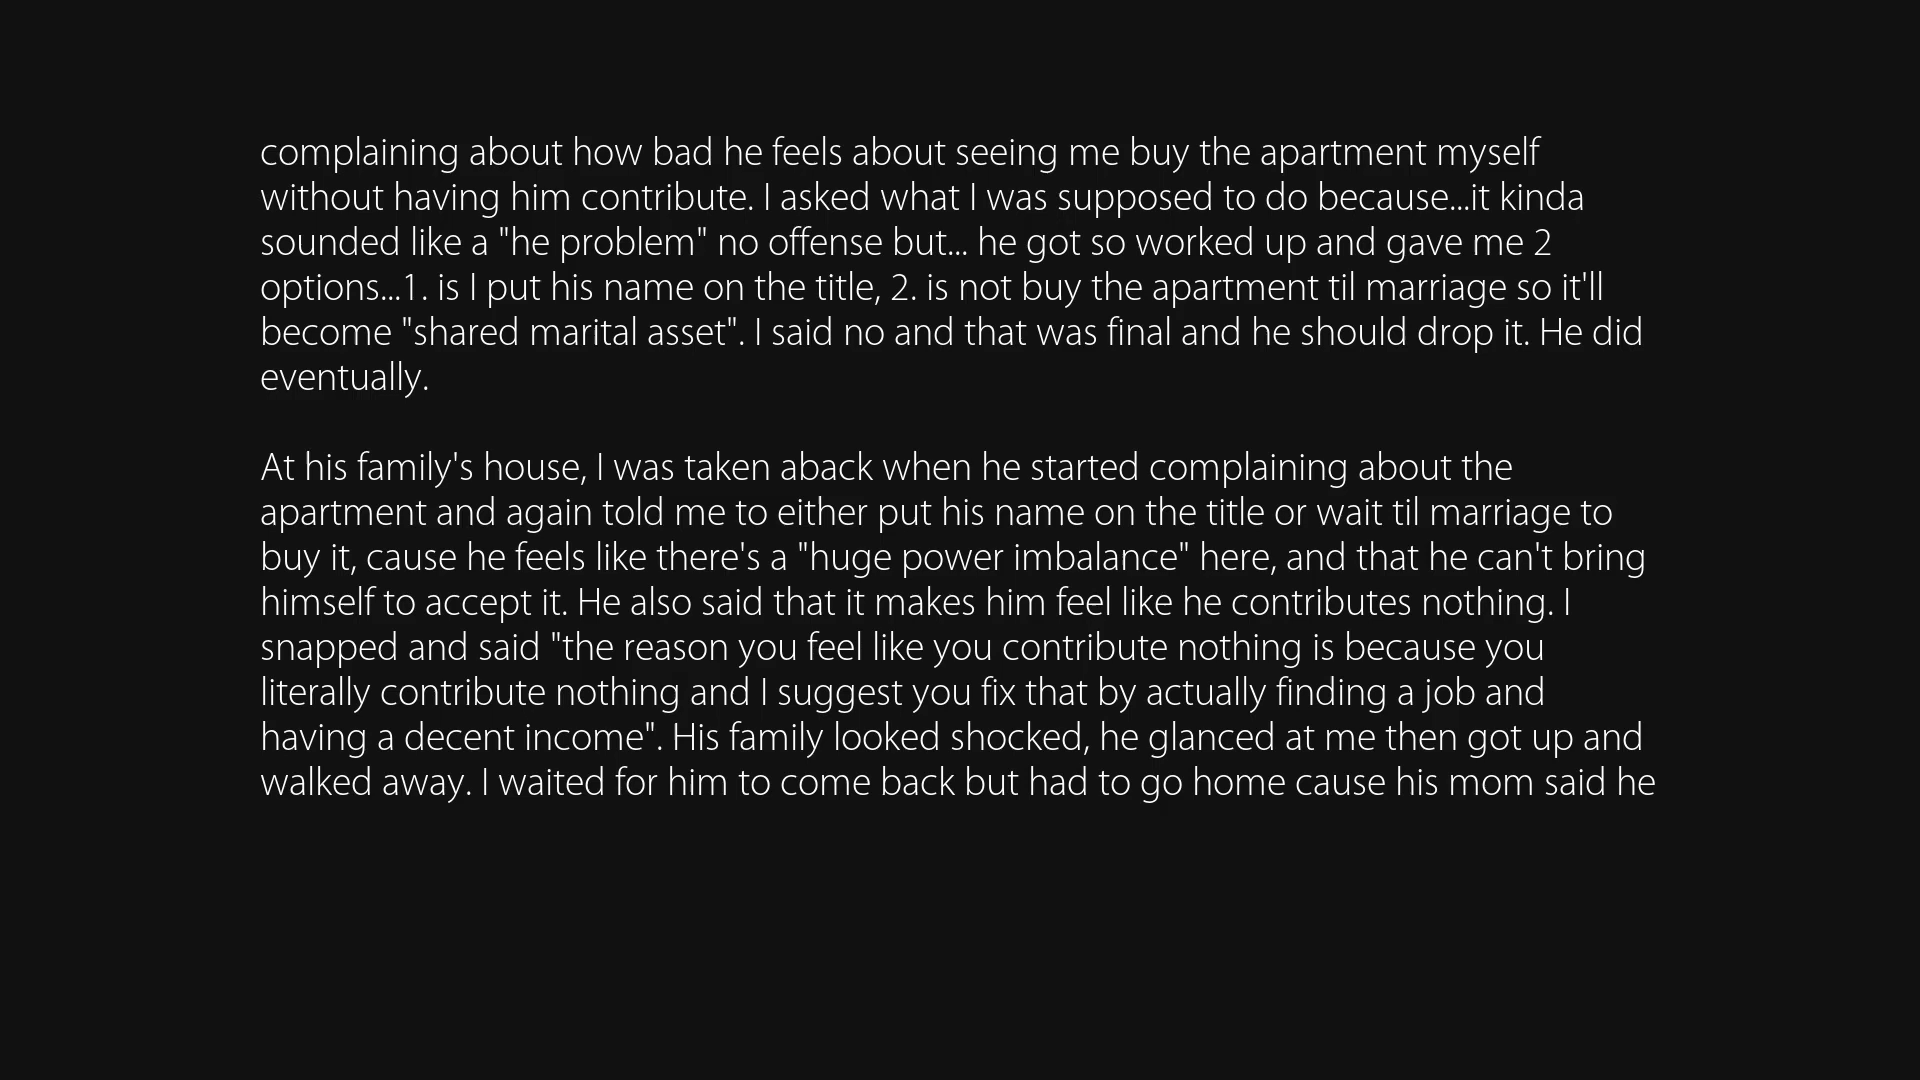 complaining about how bad he feels about seeing me buy the apartment myself
without having him contribute. I asked what I was supposed to do because...it kinda
sounded like a "he problem" no offense but... he got so worked up and gave me 2
options...1. is I put his name on the title, 2. is not buy the apartment til marriage so it'll
become "shared marital asset". I said no and that was final and he should drop it. He did
eventually.
At his family's house, I was taken aback when he started complaining about the
apartment and again told me to either put his name on the title or wait til marriage to
buy it, cause he feels like there's a "huge power imbalance" here, and that he can't bring
himself to accept it. He also said that it makes him feel like he contributes nothing. I
snapped and said "the reason you feel like you contribute nothing is because you
literally contribute nothing and I suggest you fix that by actually finding a job and
having a decent income". His family looked shocked, he glanced at me then got up and
walked away. I waited for him to come back but had to go home cause his mom said he